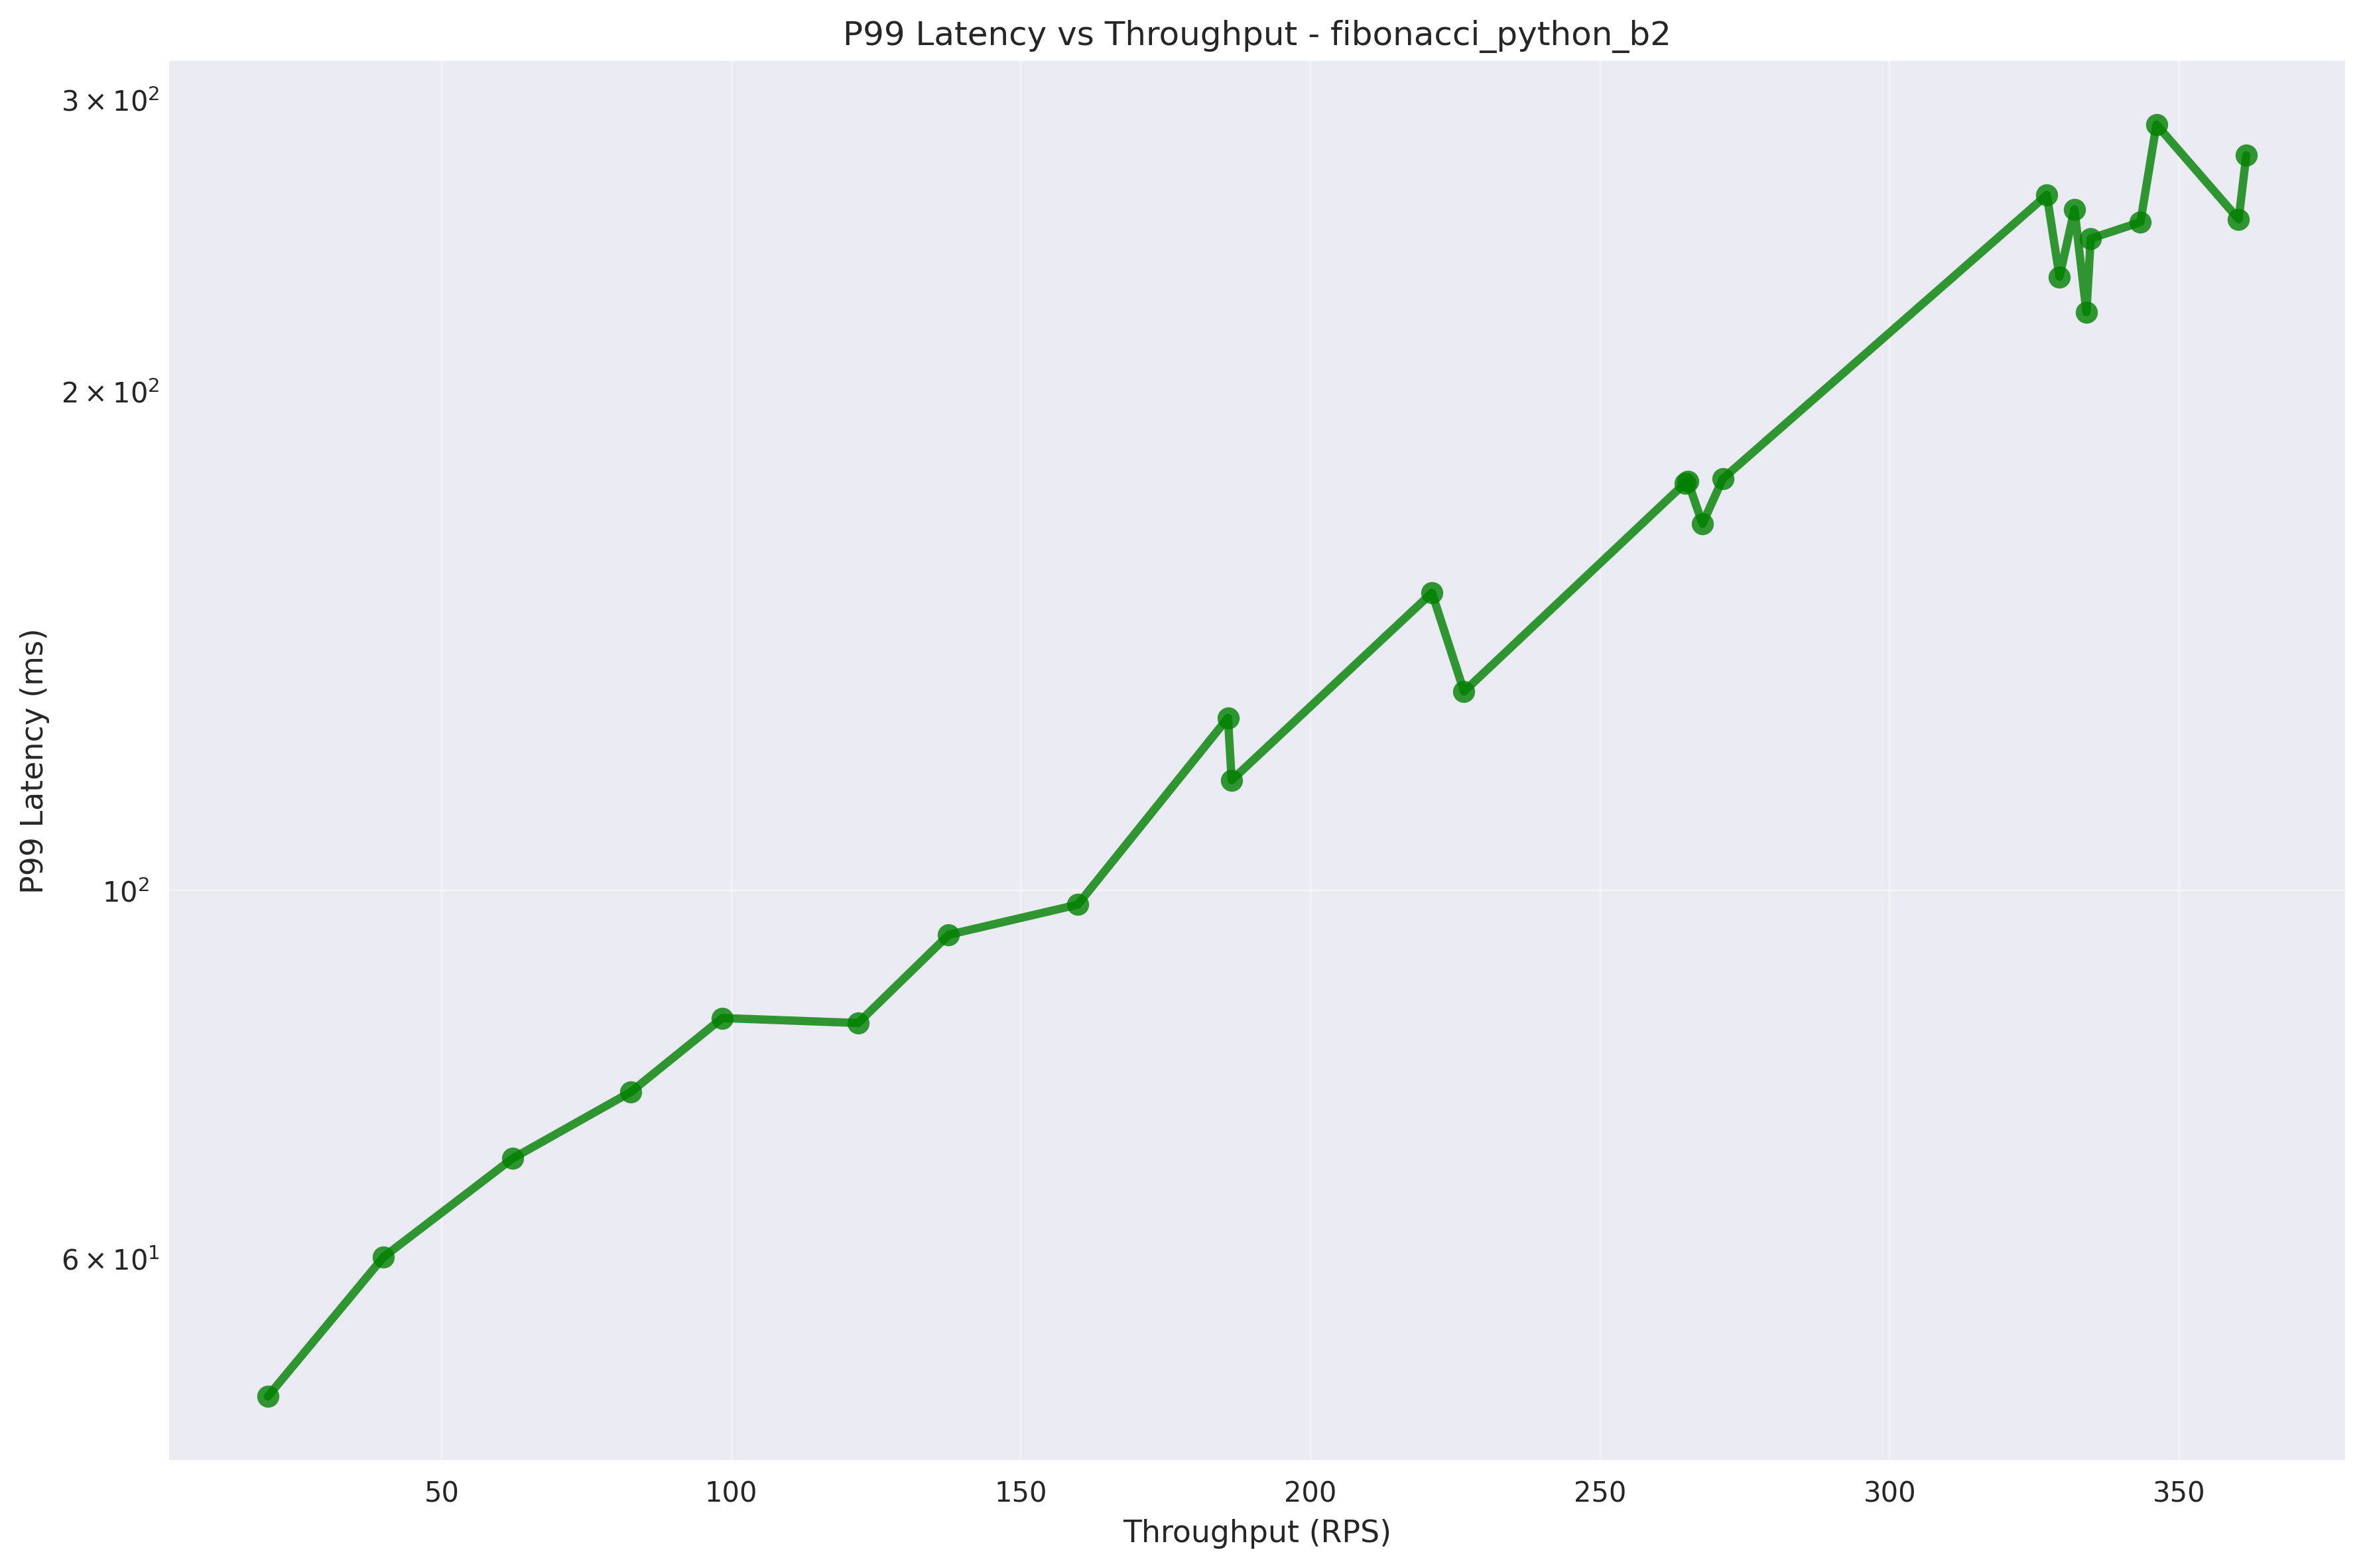 P99 Latency vs Throughput - fibonacci_python_b2
3 × 10²
2 × 10²
10²
6 × 10¹
P99 Latency (ms)
50 100 150 200 250 300 350
Throughput (RPS)